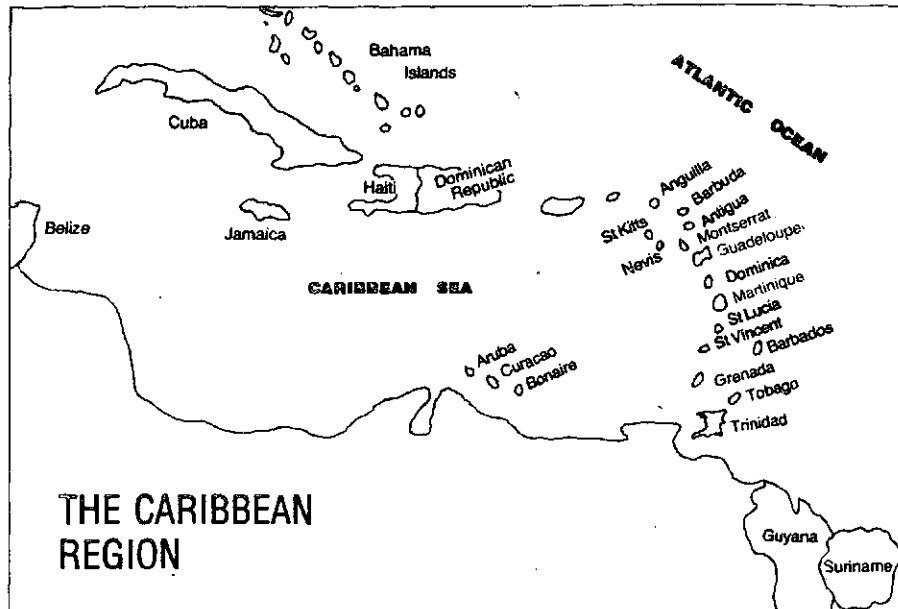 Bahama
Islands
ATLANTIC OCEAN
Cuba
Haiti
Dominican
Republic
Anguilla
Barbuda
Antigua
St Kitts
Montserrat
Nevis
Guadeloupe
Belize
Jamaica
Dominica
CARIBBEAN SEA
Martinique
St Lucia
St Vincent
Barbados
Aruba
Curacao
Bonaire
Grenada
Tobago
Trinidad
THE CARIBBEAN
REGION
Guyana
Suriname